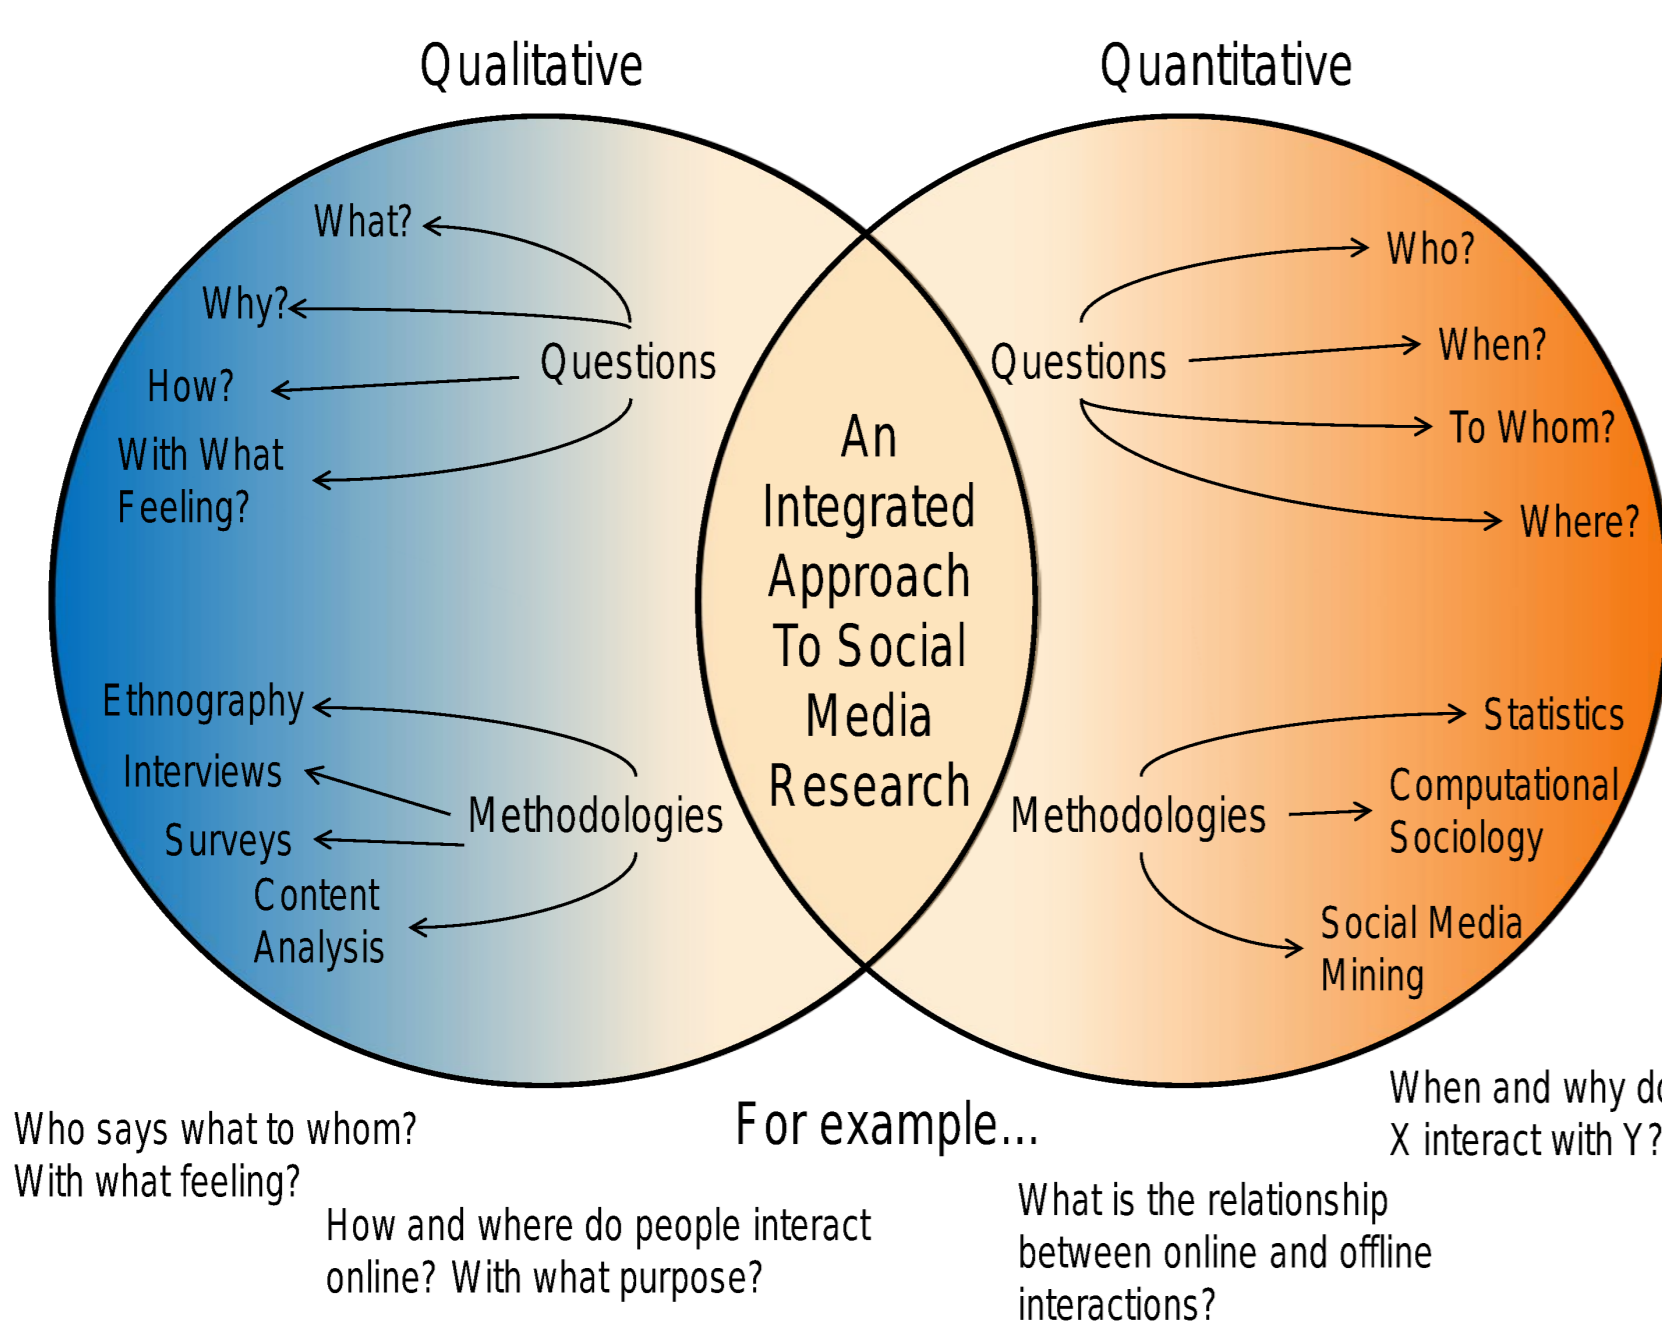 Qualitative
Quantitative
What?
Why?
How?
With What
Feeling?
Questions
Ethnography
Interviews
Surveys
Content
Analysis
Methodologies
An
Integrated
Approach
To Social
Media
Research
Questions
Who?
When?
To Whom?
Where?
Methodologies
Statistics
Computational
Sociology
Social Media
Mining
For example...
Who says what to whom?
With what feeling?
How and where do people interact
online? With what purpose?
What is the relationship
between online and offline
interactions?
When and why do
X interact with Y?